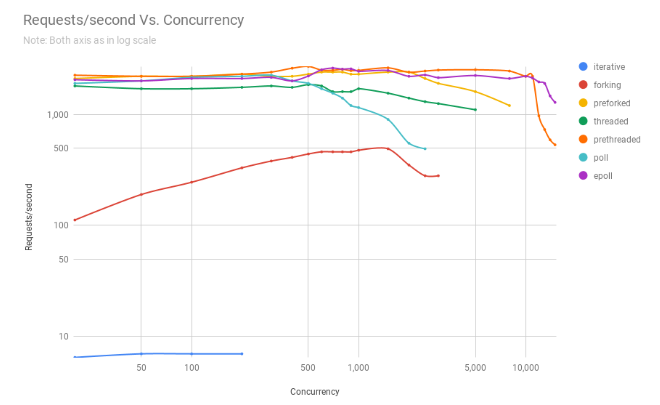 Requests/second Vs. Concurrency
Note: Both axis as in log scale
1,000
500
100
50
10
Requests/second
50
100
500
1,000
5,000
10,000
Concurrency
iterative
forking
preforked
threaded
prethreaded
poll
epoll